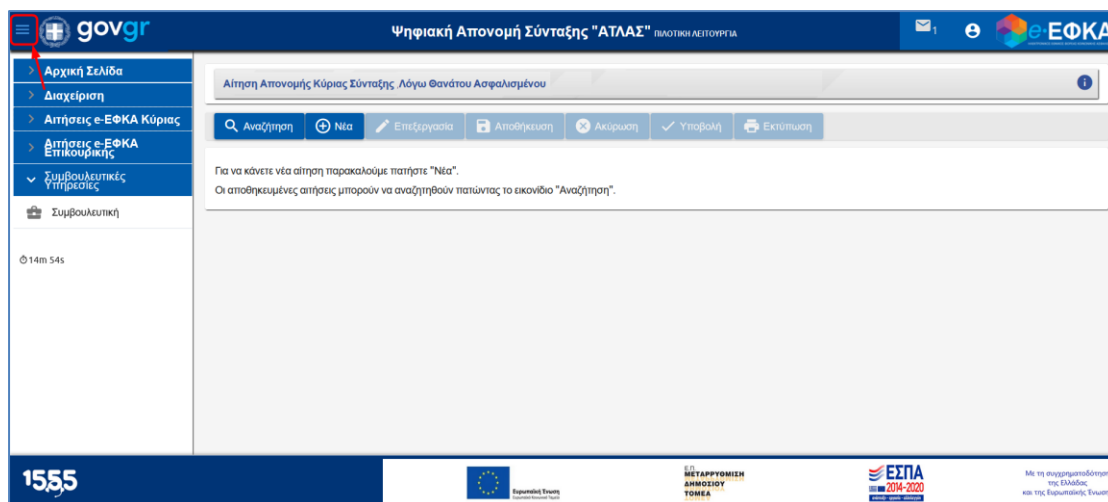 govgr
Ψηφιακή Απονομή Σύνταξης "ΑΤΛΑΣ" ΠΙΛΟΤΙΚΗ ΛΕΙΤΟΥΡΓΙΑ
1
e-ΕΦΚΑ
Αρχική Σελίδα
Διαχείριση
Αιτήσεις e-ΕΦΚΑ Κύριας
Αιτήσεις e-ΕΦΚΑ
Επικουρικής
Συμβουλευτικές
Υπηρεσίες
Συμβουλευτική
14m 54s
Αίτηση Απονομής Κύριας Σύνταξης Λόγω Θανάτου Ασφαλισμένου
Αναζήτηση
Νέα
Επεξεργασία
Αποθήκευση
Ακύρωση
Υποβολή
Εκτύπωση
Για να κάνετε νέα αίτηση παρακαλούμε πατήστε "Νέα".
Οι αποθηκευμένες αιτήσεις μπορούν να αναζητηθούν πατώντας το εικονίδιο "Αναζήτηση".
1555
Ευρωπαϊκή Ένωση
Ε.Π.
ΜΕΤΑΡΡΥΘΜΙΣΗ
ΔΗΜΟΣΙΟΥ
ΤΟΜΕΑ
ΕΣΠΑ
2014-2020
Με τη συγχρηματοδότηση
της Ελλάδας
και της Ευρωπαϊκής Ένωσης